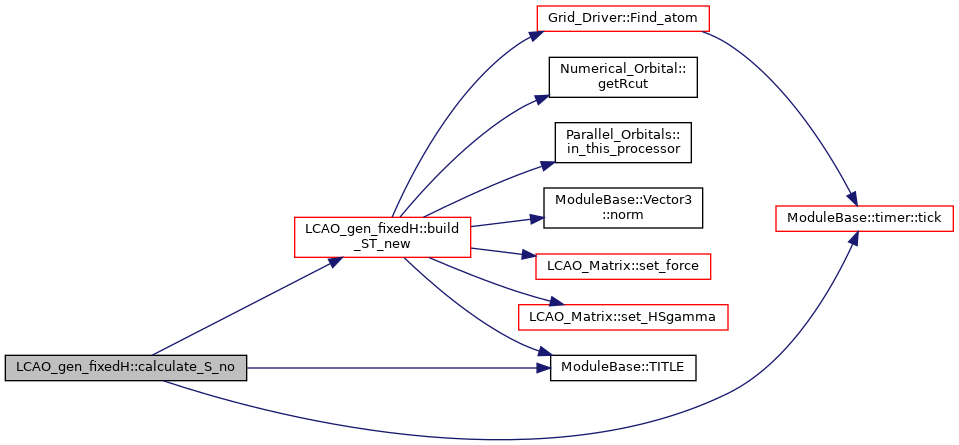 Grid_Driver::Find_atom
Numerical_Orbital::
getRcut
Parallel_Orbitals::
in_this_processor
ModuleBase::Vector3
::norm
ModuleBase::timer::tick
LCAO_gen_fixedH::build
_ST_new
LCAO_Matrix::set_force
LCAO_Matrix::set_HSgamma
LCAO_gen_fixedH::calculate_S_no
ModuleBase::TITLE